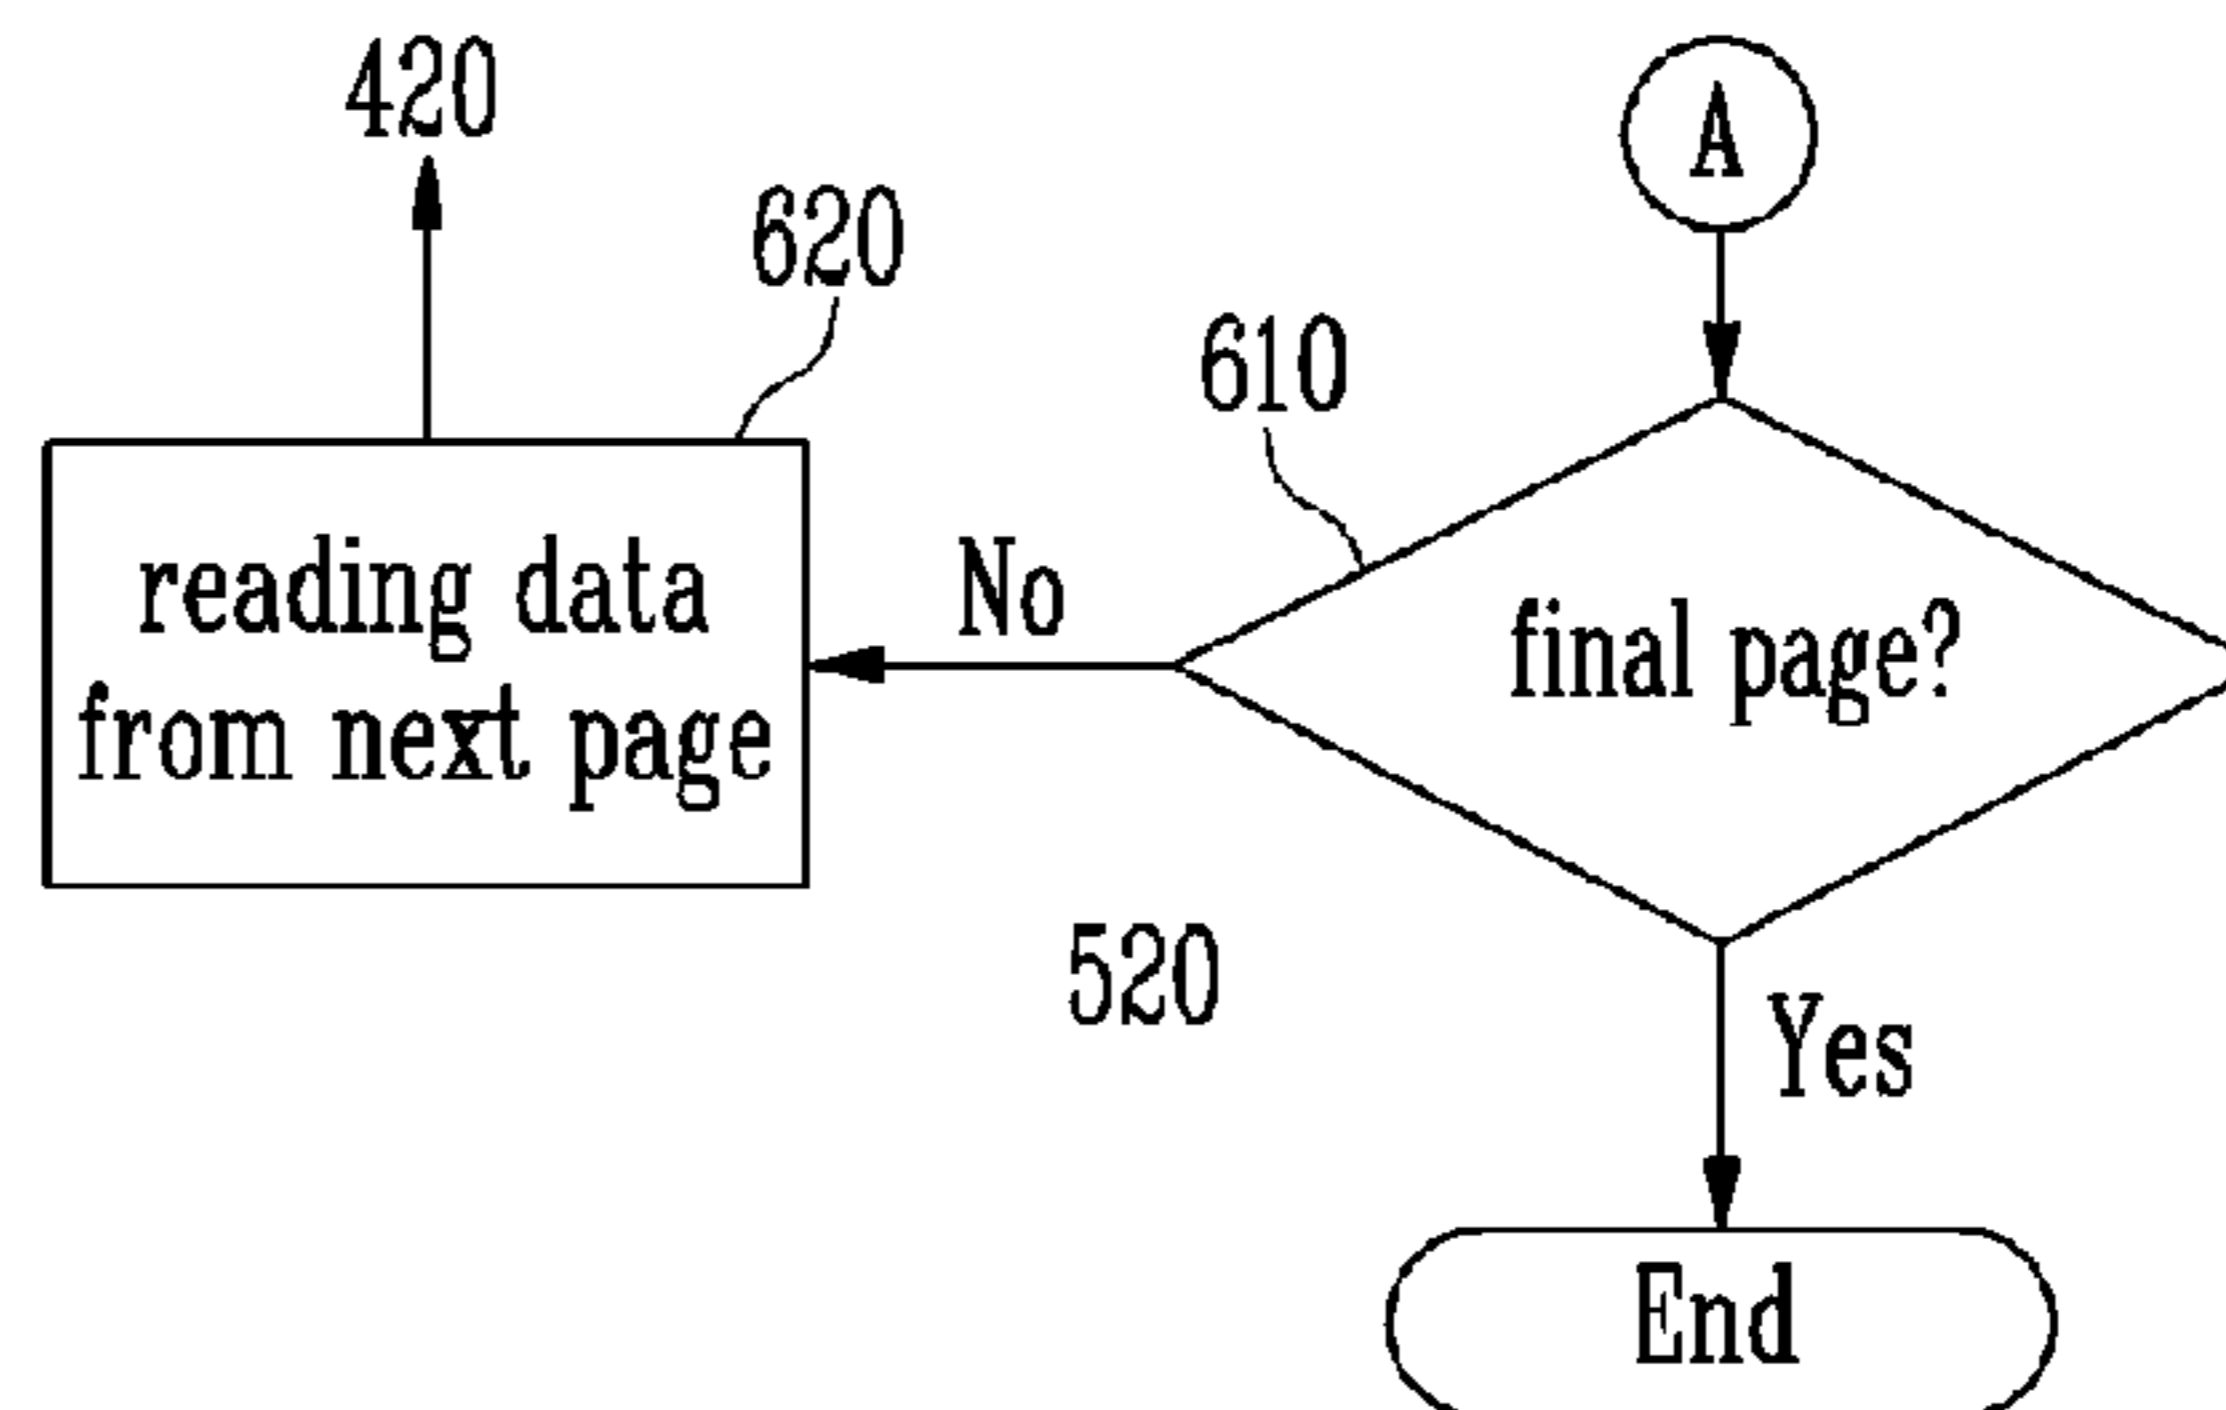 420
A
620
610
reading data
from next page
No
final page?
520
Yes
End